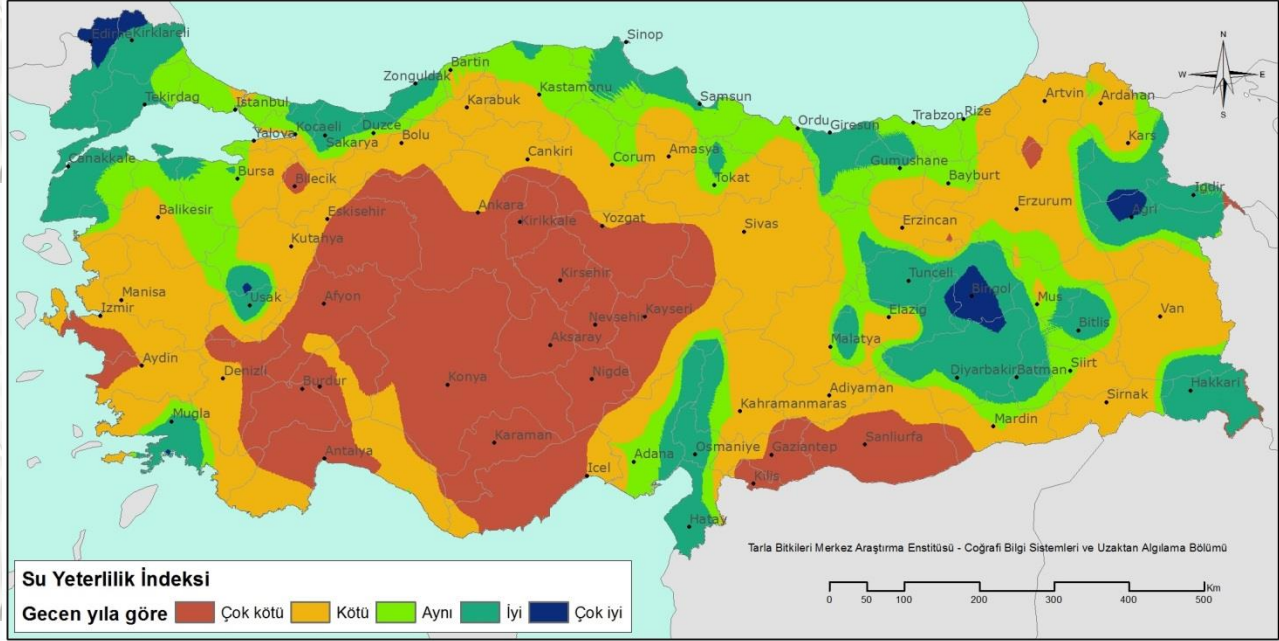 Edirne Kirklareli
Sinop
N
W E
S
Bartin
Zonguldak
Tekirdag
Istanbul
Kastamonu
Karabuk
Samsun
Artvin
Ardahan
Yalova Kocaeli Duzce
Sakarya
Bolu
Ordu Giresun
Trabzon Rize
Kars
Canakkale
Bursa
Bilecik
Cankiri
Corum
Amasya
Tokat
Gumushane
Bayburt
Igdir
Balikesir
Eskisehir
Ankara
Kirikkale
Yozgat
Sivas
Erzincan
Erzurum
Agri
Kutahya
Manisa
Izmir
Usak
Afyon
Kirsehir
Nevsehir
Kayseri
Tunceli
Bingol
Elazig
Mus
Bitlis
Van
Aydin
Denizli
Burdur
Konya
Aksaray
Nigde
Malatya
Diyarbakir
Batman
Siirt
Hakkari
Mugla
Karaman
Kahramanmaras
Adiyaman
Mardin
Sirnak
Antalya
Icel
Adana
Osmaniye
Gaziantep
Sanliurfa
Kilis
Hatay
Tarla Bitkileri Merkez Araştırma Enstitüsü - Coğrafi Bilgi Sistemleri ve Uzaktan Algılama Bölümü
Km
0 50 100 200 300 400 500
Su Yeterlilik İndeksi
Gecen yıla göre Çok kötü Kötü Aynı İyi Çok iyi